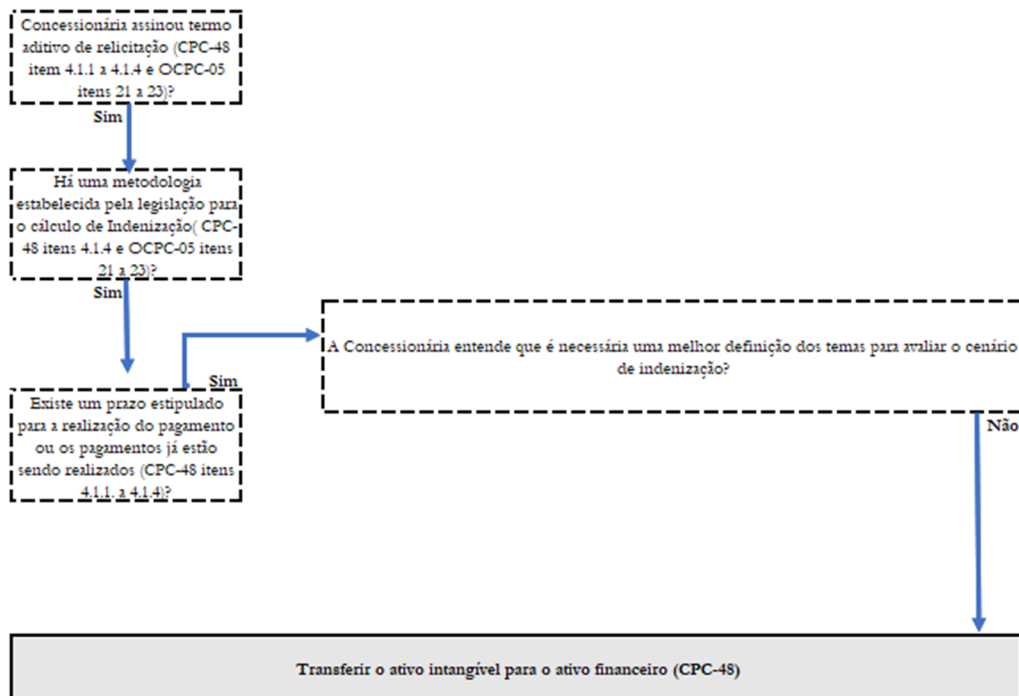 Concessionária assinou termo
aditivo de relicitação (CPC-48
item 4.1.1 a 4.1.4 e OCPC-05
itens 21 a 23)?
Sim
Há uma metodologia
estabelecida pela legislação para
o cálculo de Indenização( CPC-
48 itens 4.1.4 e OCPC-05 itens
21 a 23)?
Sim
Existe um prazo estipulado
para a realização do pagamento
ou os pagamentos já estão
sendo realizados (CPC-48 itens
4.1.1. a 4.1.4)?
Sim
A Concessionária entende que é necessária uma melhor definição dos temas para avaliar o cenário
de indenização?
Não
Transferir o ativo intangível para o ativo financeiro (CPC-48)